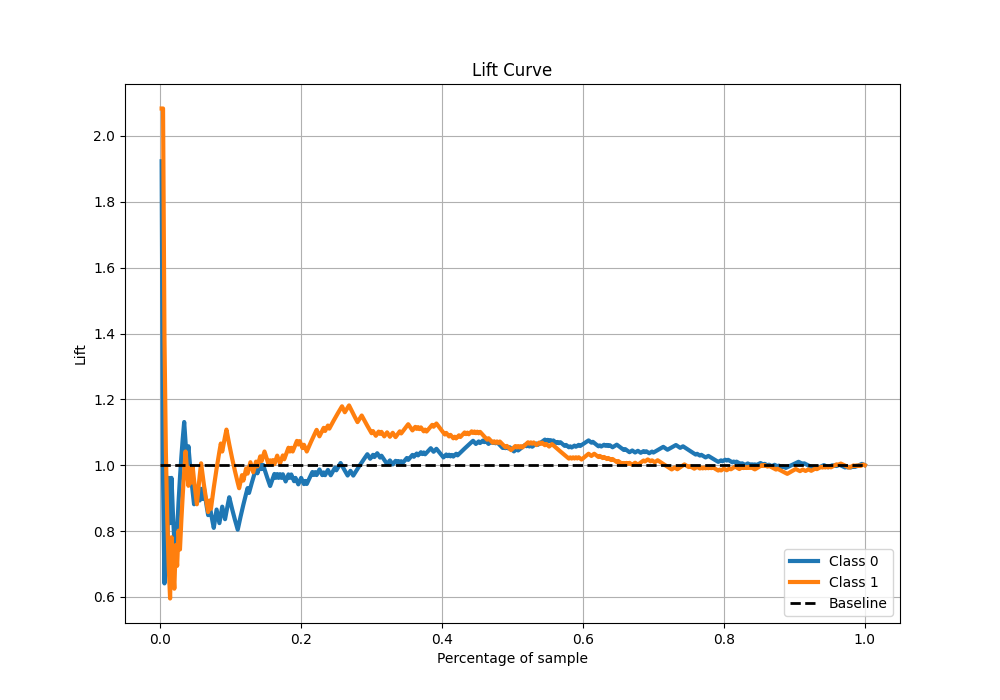 Lift Curve
Lift
2.0
1.8
1.6
1.4
1.2
1.0
0.8
0.6
0.0 0.2 0.4 0.6 0.8 1.0
Percentage of sample
Class 0
Class 1
Baseline